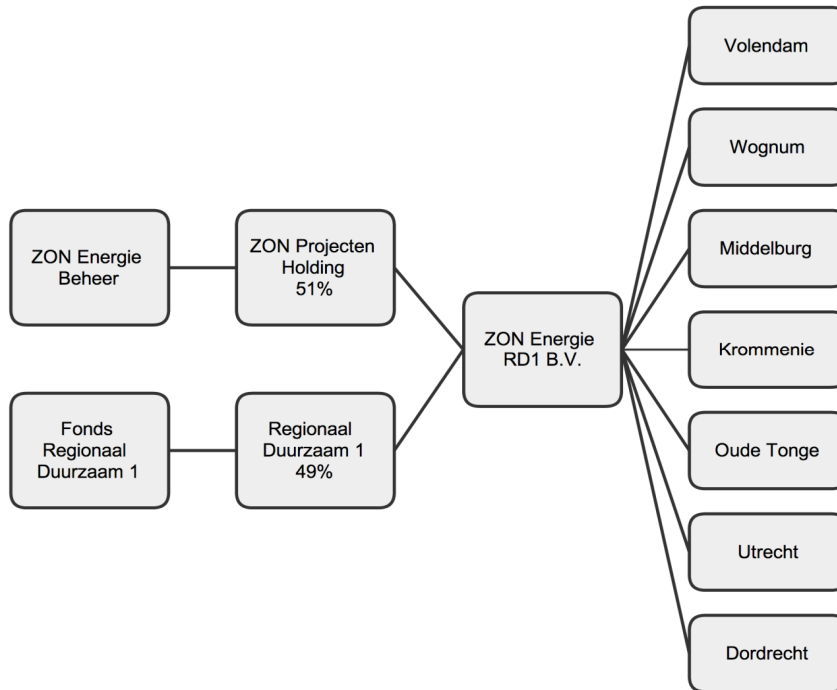 ZON Energie
Beheer
ZON Projecten
Holding
51%
Fonds
Regionaal
Duurzaam 1
Regionaal
Duurzaam 1
49%
ZON Energie
RD1 B.V.
Volendam
Wognum
Middelburg
Krommenie
Oude Tonge
Utrecht
Dordrecht